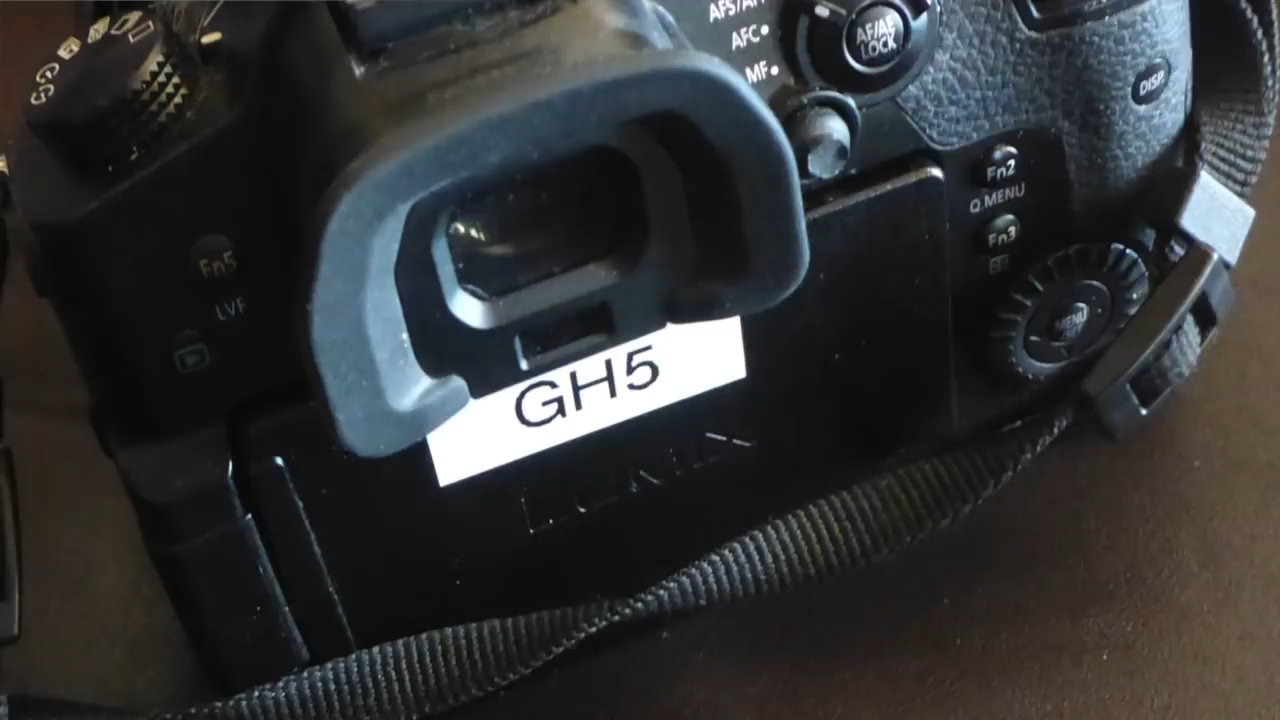 AFS/AF
AFC
MF
AF/AE
LOCK
DISP.
Fn2
Q.MENU
Fn3
MENU
Fn5
LVF
GH5
LUMIX